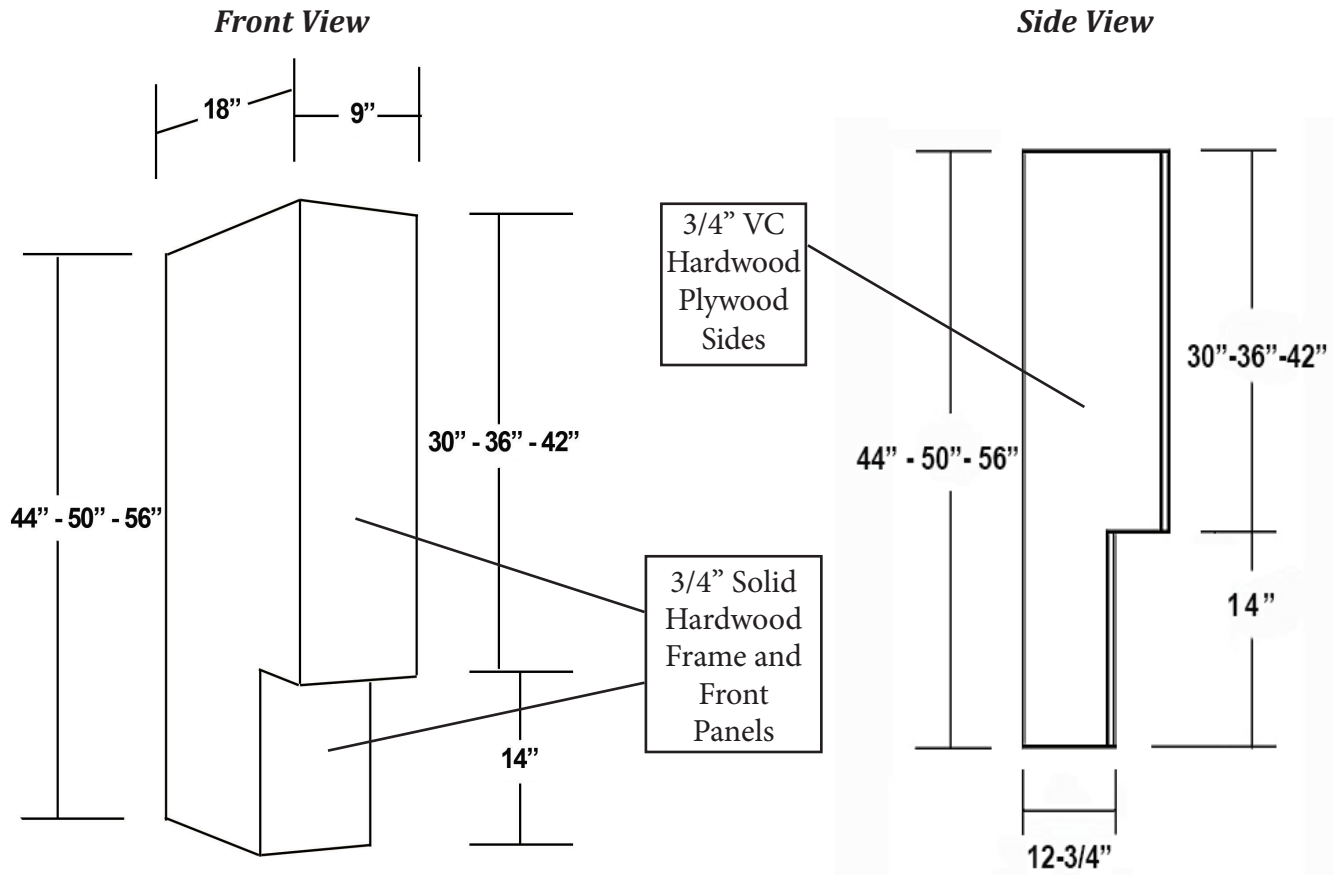 Front View
Side View
18”
9”
3/4” VC
Hardwood
Plywood
Sides
30”-36”-42”
30” - 36” - 42”
44” - 50”- 56”
44” - 50” - 56”
3/4” Solid
Hardwood
Frame and
Front
Panels
14”
14”
12-3/4”